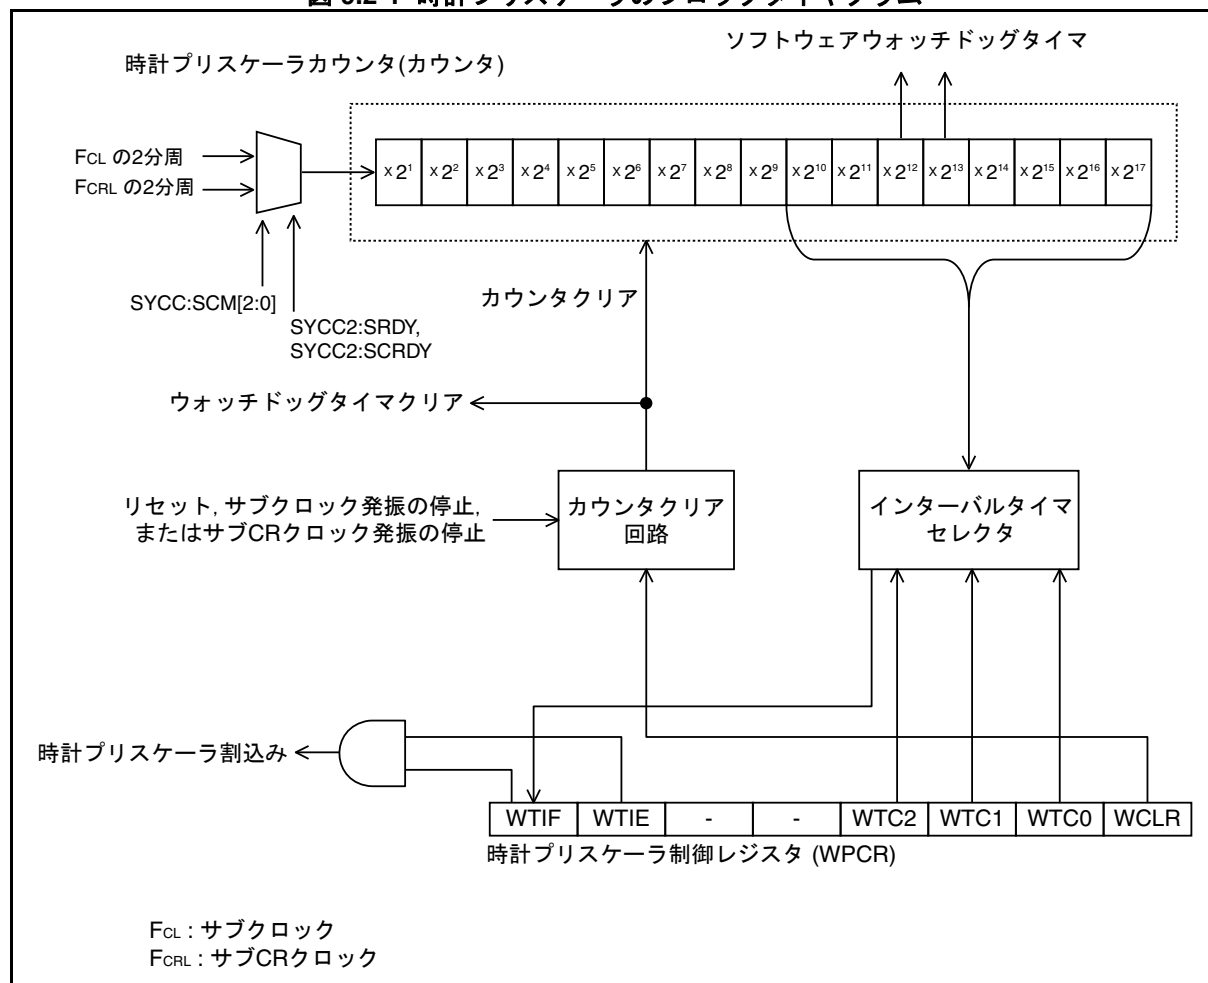 ソフトウェアウォッチドッグタイマ
時計プリスケーラカウンタ(カウンタ)
FCL の2分周
FCRL の2分周
x 2¹ x 2² x 2³ x 2⁴ x 2⁵ x 2⁶ x 2⁷ x 2⁸ x 2⁹ x 2¹⁰ x 2¹¹ x 2¹² x 2¹³ x 2¹⁴ x 2¹⁵ x 2¹⁶ x 2¹⁷
SYCC:SCM[2:0]
SYCC2:SRDY,
SYCC2:SCRDY
カウンタクリア
ウォッチドッグタイマクリア
リセット, サブクロック発振の停止,
またはサブCRクロック発振の停止
カウンタクリア
回路
インターバルタイマ
セレクタ
時計プリスケーラ割込み
WTIF WTIE - - WTC2 WTC1 WTC0 WCLR
時計プリスケーラ制御レジスタ (WPCR)
FCL : サブクロック
FCRL : サブCRクロック